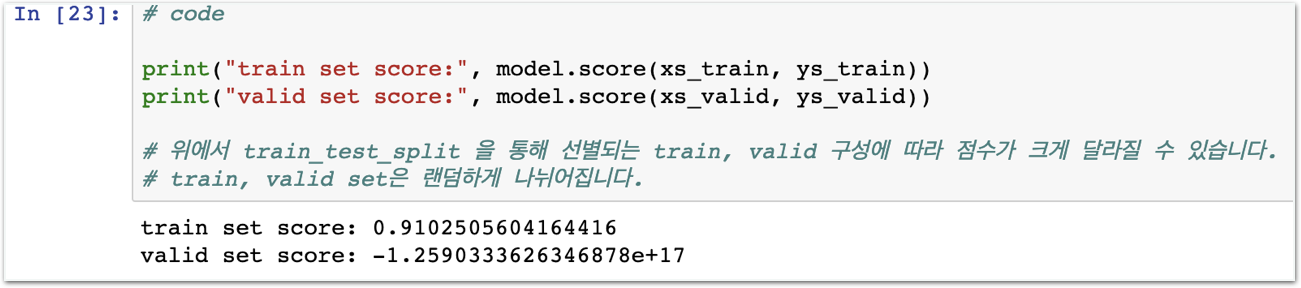 In [23]: # code
print("train set score:", model.score(xs_train, ys_train))
print("valid set score:", model.score(xs_valid, ys_valid))
# 위에서 train_test_split 을 통해 선별되는 train, valid 구성에 따라 점수가 크게 달라질 수 있습니다.
# train, valid set은 랜덤하게 나뉘어집니다.
train set score: 0.9102505604164416
valid set score: -1.2590333626346878e+17